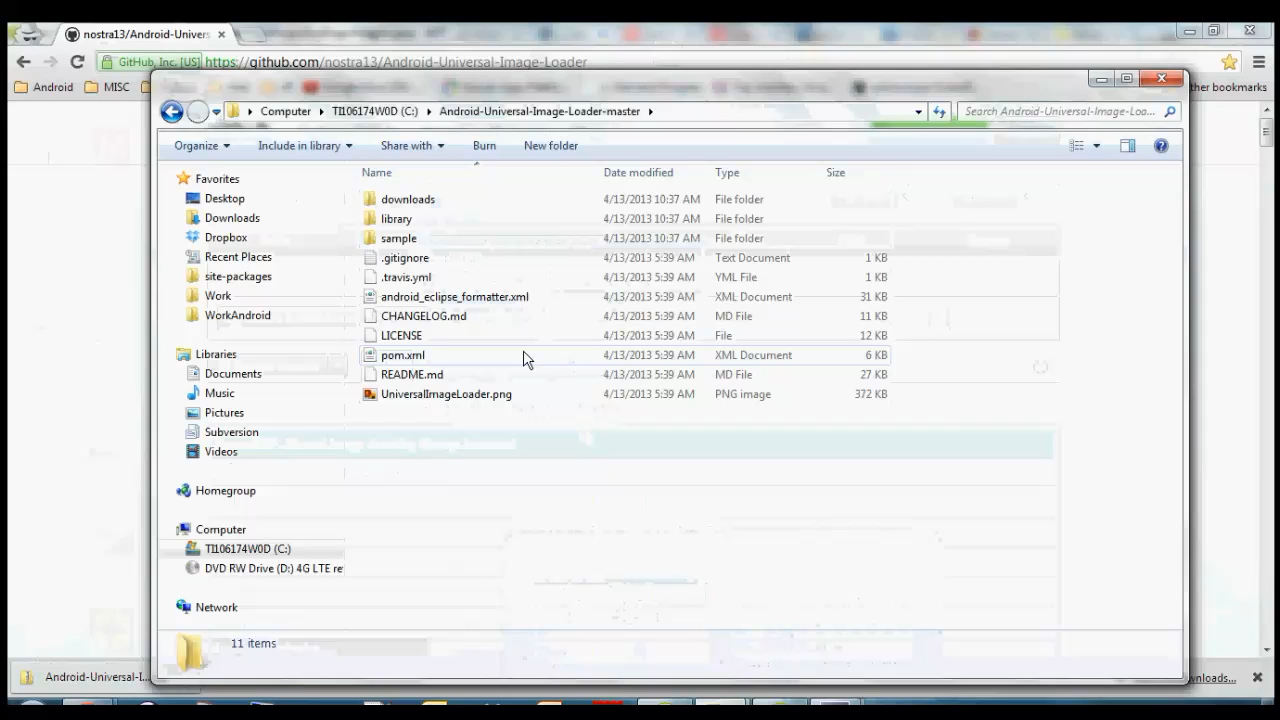 nostra13/Android-Univers
GitHub, Inc. [US] https://github.com/nostra13/Android-Universal-Image-Loader
Android MISC
ther bookmarks
Computer TI106174W0D (C:) Android-Universal-Image-Loader-master
Search Android-Universal-Image-Loa...
Organize Include in library Share with Burn New folder
Name Date modified Type Size
Favorites
Desktop
Downloads
Dropbox
Recent Places
site-packages
Work
WorkAndroid
Libraries
Documents
Music
Pictures
Subversion
Videos
Homegroup
Computer
TI106174W0D (C:)
DVD RW Drive (D:) 4G LTE re
Network
downloads 4/13/2013 10:37 AM File folder
library 4/13/2013 10:37 AM File folder
sample 4/13/2013 10:37 AM File folder
.gitignore 4/13/2013 5:39 AM Text Document 1 KB
.travis.yml 4/13/2013 5:39 AM YML File 1 KB
android_eclipse_formatter.xml 4/13/2013 5:39 AM XML Document 31 KB
CHANGELOG.md 4/13/2013 5:39 AM MD File 11 KB
LICENSE 4/13/2013 5:39 AM File 12 KB
pom.xml 4/13/2013 5:39 AM XML Document 6 KB
README.md 4/13/2013 5:39 AM MD File 27 KB
UniversalImageLoader.png 4/13/2013 5:39 AM PNG image 372 KB
11 items
Android-Universal-I...
wnloads...